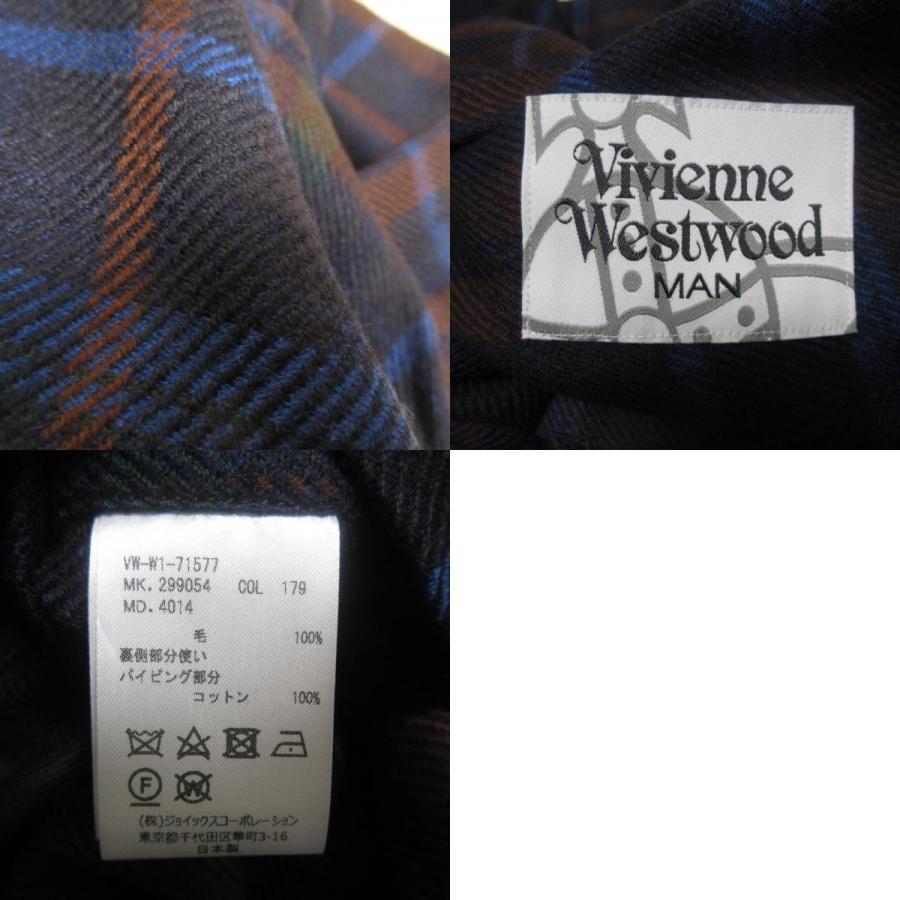 Vivienne
Westwood
MAN
VW-W1-71577
MK. 299054 COL 179
MD. 4014
毛 100%
裏側部分使い
パイピング部分
コットン 100%
F W
(株)ジョイックスコーポレーション
東京都千代田区隼町3-16
日本製